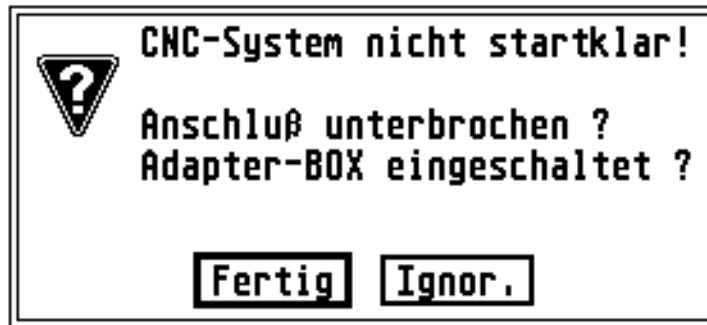 CNC-System nicht startklar!
Anschluß unterbrochen ?
Adapter-BOX eingeschaltet ?
Fertig Ignor.